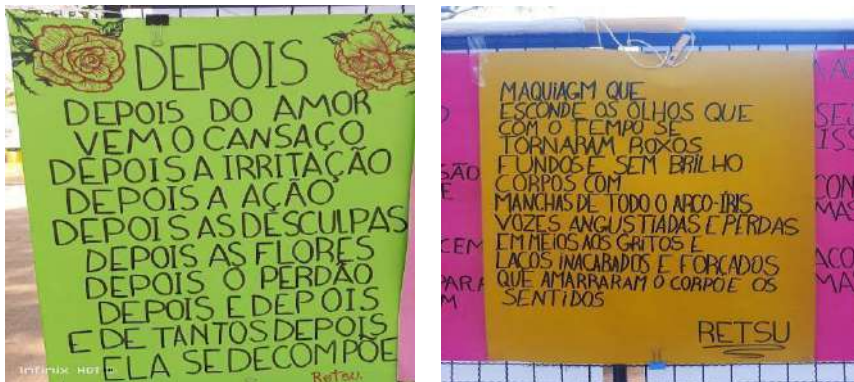 DEPOIS
DEPOIS DO AMOR
VEM O CANSAÇO
DEPOIS A IRRITAÇÃO
DEPOIS A AÇÃO
DEPOIS AS DESCULPAS
DEPOIS AS FLORES
DEPOIS O PERDÃO
DEPOIS E DEPOIS
E DE TANTOS DEPOIS
ELA SE DECOMPÕE
Retsu.
Infinix HOT
MAQUIAGM QUE
ESCONDE OS OLHOS QUE
COM O TEMPO SE
TORNARAM ROXOS
FUNDOS E SEM BRILHO
CORPOS COM
MANCHAS DE TODO O ARCO-ÍRIS
VOZES ANGUSTIADAS E PERDAS
EM MEIOS AOS GRITOS E
LAÇOS INACABADOS E FORÇADOS
QUE AMARRARAM O CORPO E OS
SENTIDOS
RETSU